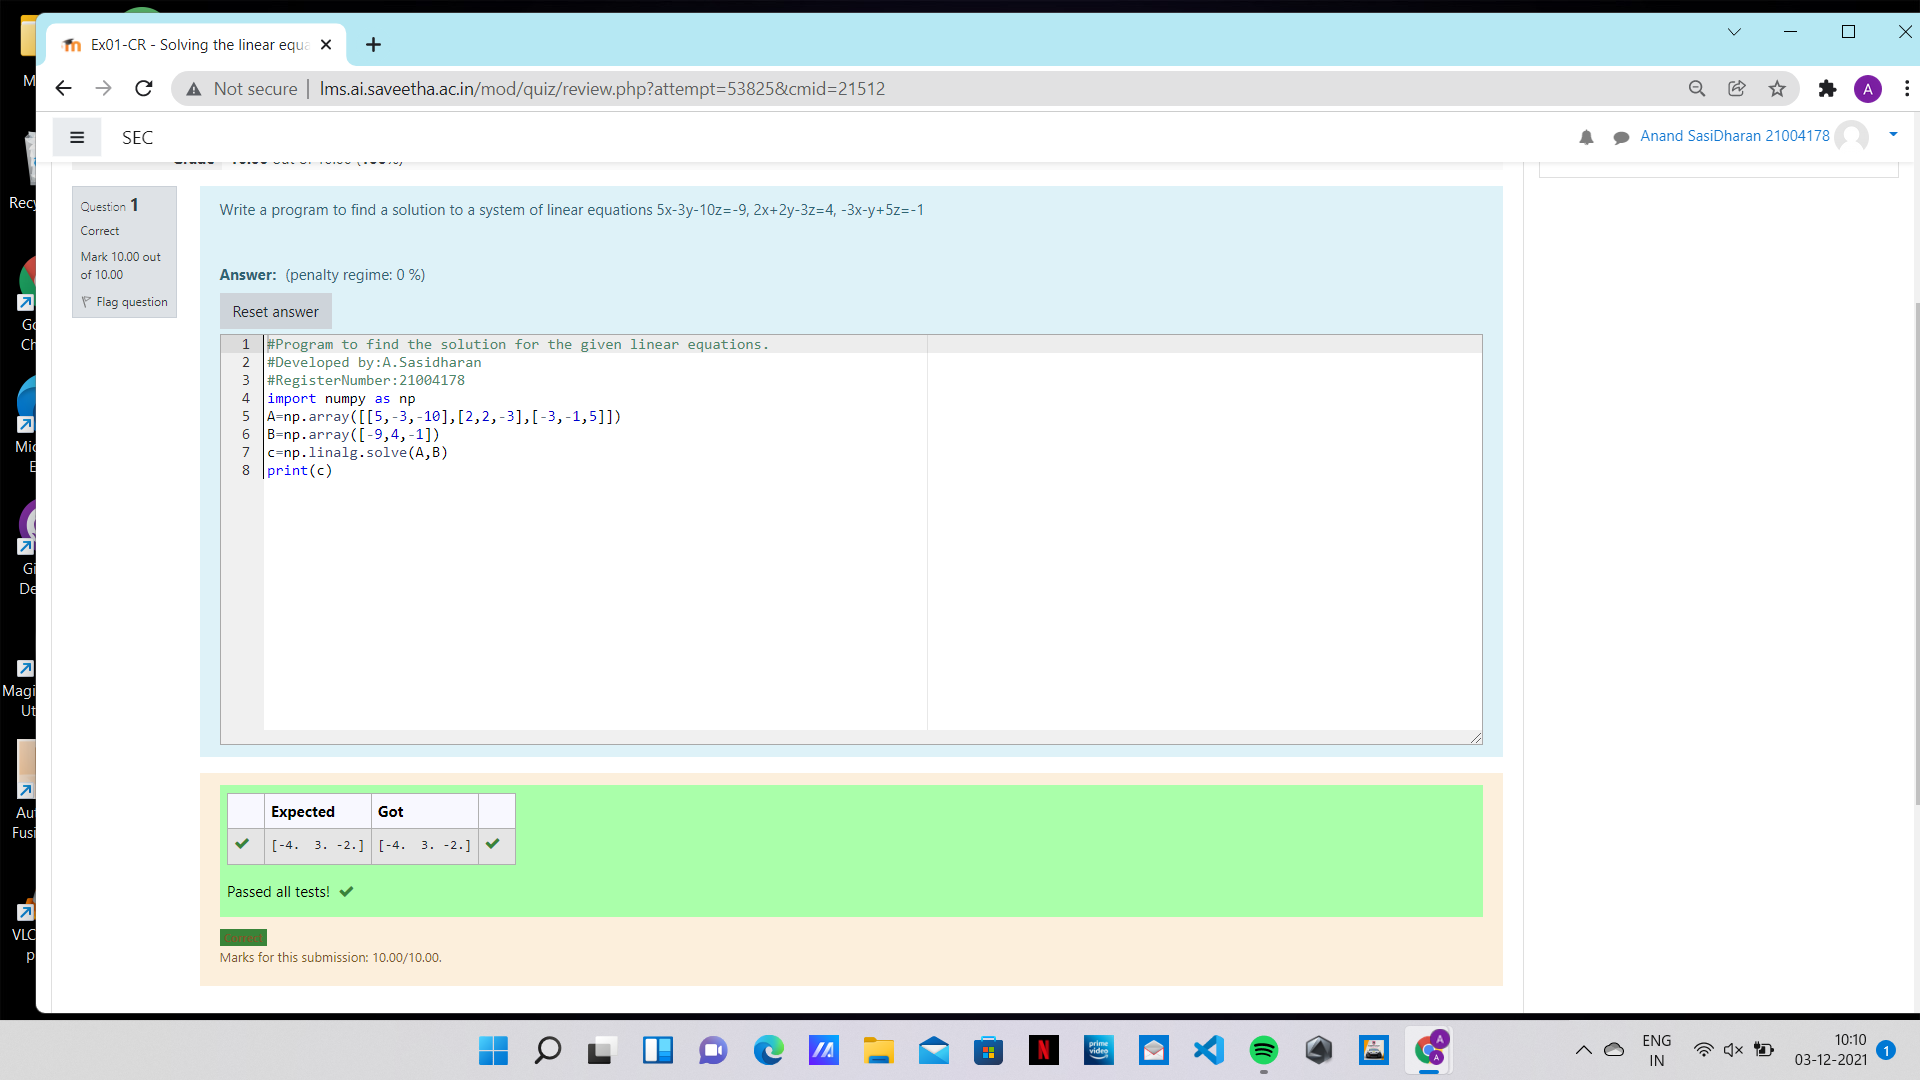 Ex01-CR - Solving the linear equa
Not secure
lms.ai.saveetha.ac.in/mod/quiz/review.php?attempt=53825&cmid=21512
A
SEC
Anand SasiDharan 21004178
Question 1
Correct
Mark 10.00 out
of 10.00
Flag question
Write a program to find a solution to a system of linear equations 5x-3y-10z=-9, 2x+2y-3z=4, -3x-y+5z=-1
Answer: (penalty regime: 0 %)
Reset answer
1 #Program to find the solution for the given linear equations.
2 #Developed by:A.Sasidharan
3 #RegisterNumber:21004178
4 import numpy as np
5 A=np.array([[5,-3,-10],[2,2,-3],[-3,-1,5]])
6 B=np.array([-9,4,-1])
7 c=np.linalg.solve(A,B)
8 print(c)
Expected Got
[-4. 3. -2.] [-4. 3. -2.]
Passed all tests!
Correct
Marks for this submission: 10.00/10.00.
prime video
N
A
A
ENG
IN
10:10
03-12-2021
1